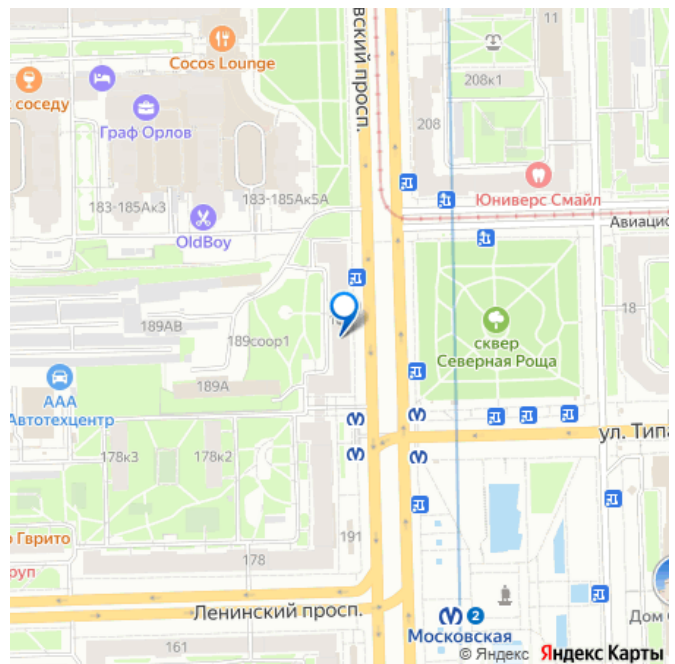 11
Cocos Lounge
ВСКИЙ ПРОСП.
208к1
соседу
Граф Орлов
208
Юниверс Смайл
183-185Ак3
183-185Ак5А
OldBoy
Авиацио
18
189АВ
189соор1
сквер
Северная Роща
189А
ААА
Автотехцентр
ул. Типа
178к3
178к2
191
Гврито
178
руп
Ленинский просп.
2
Московская
Дом
161
© Яндекс Яндекс Карты